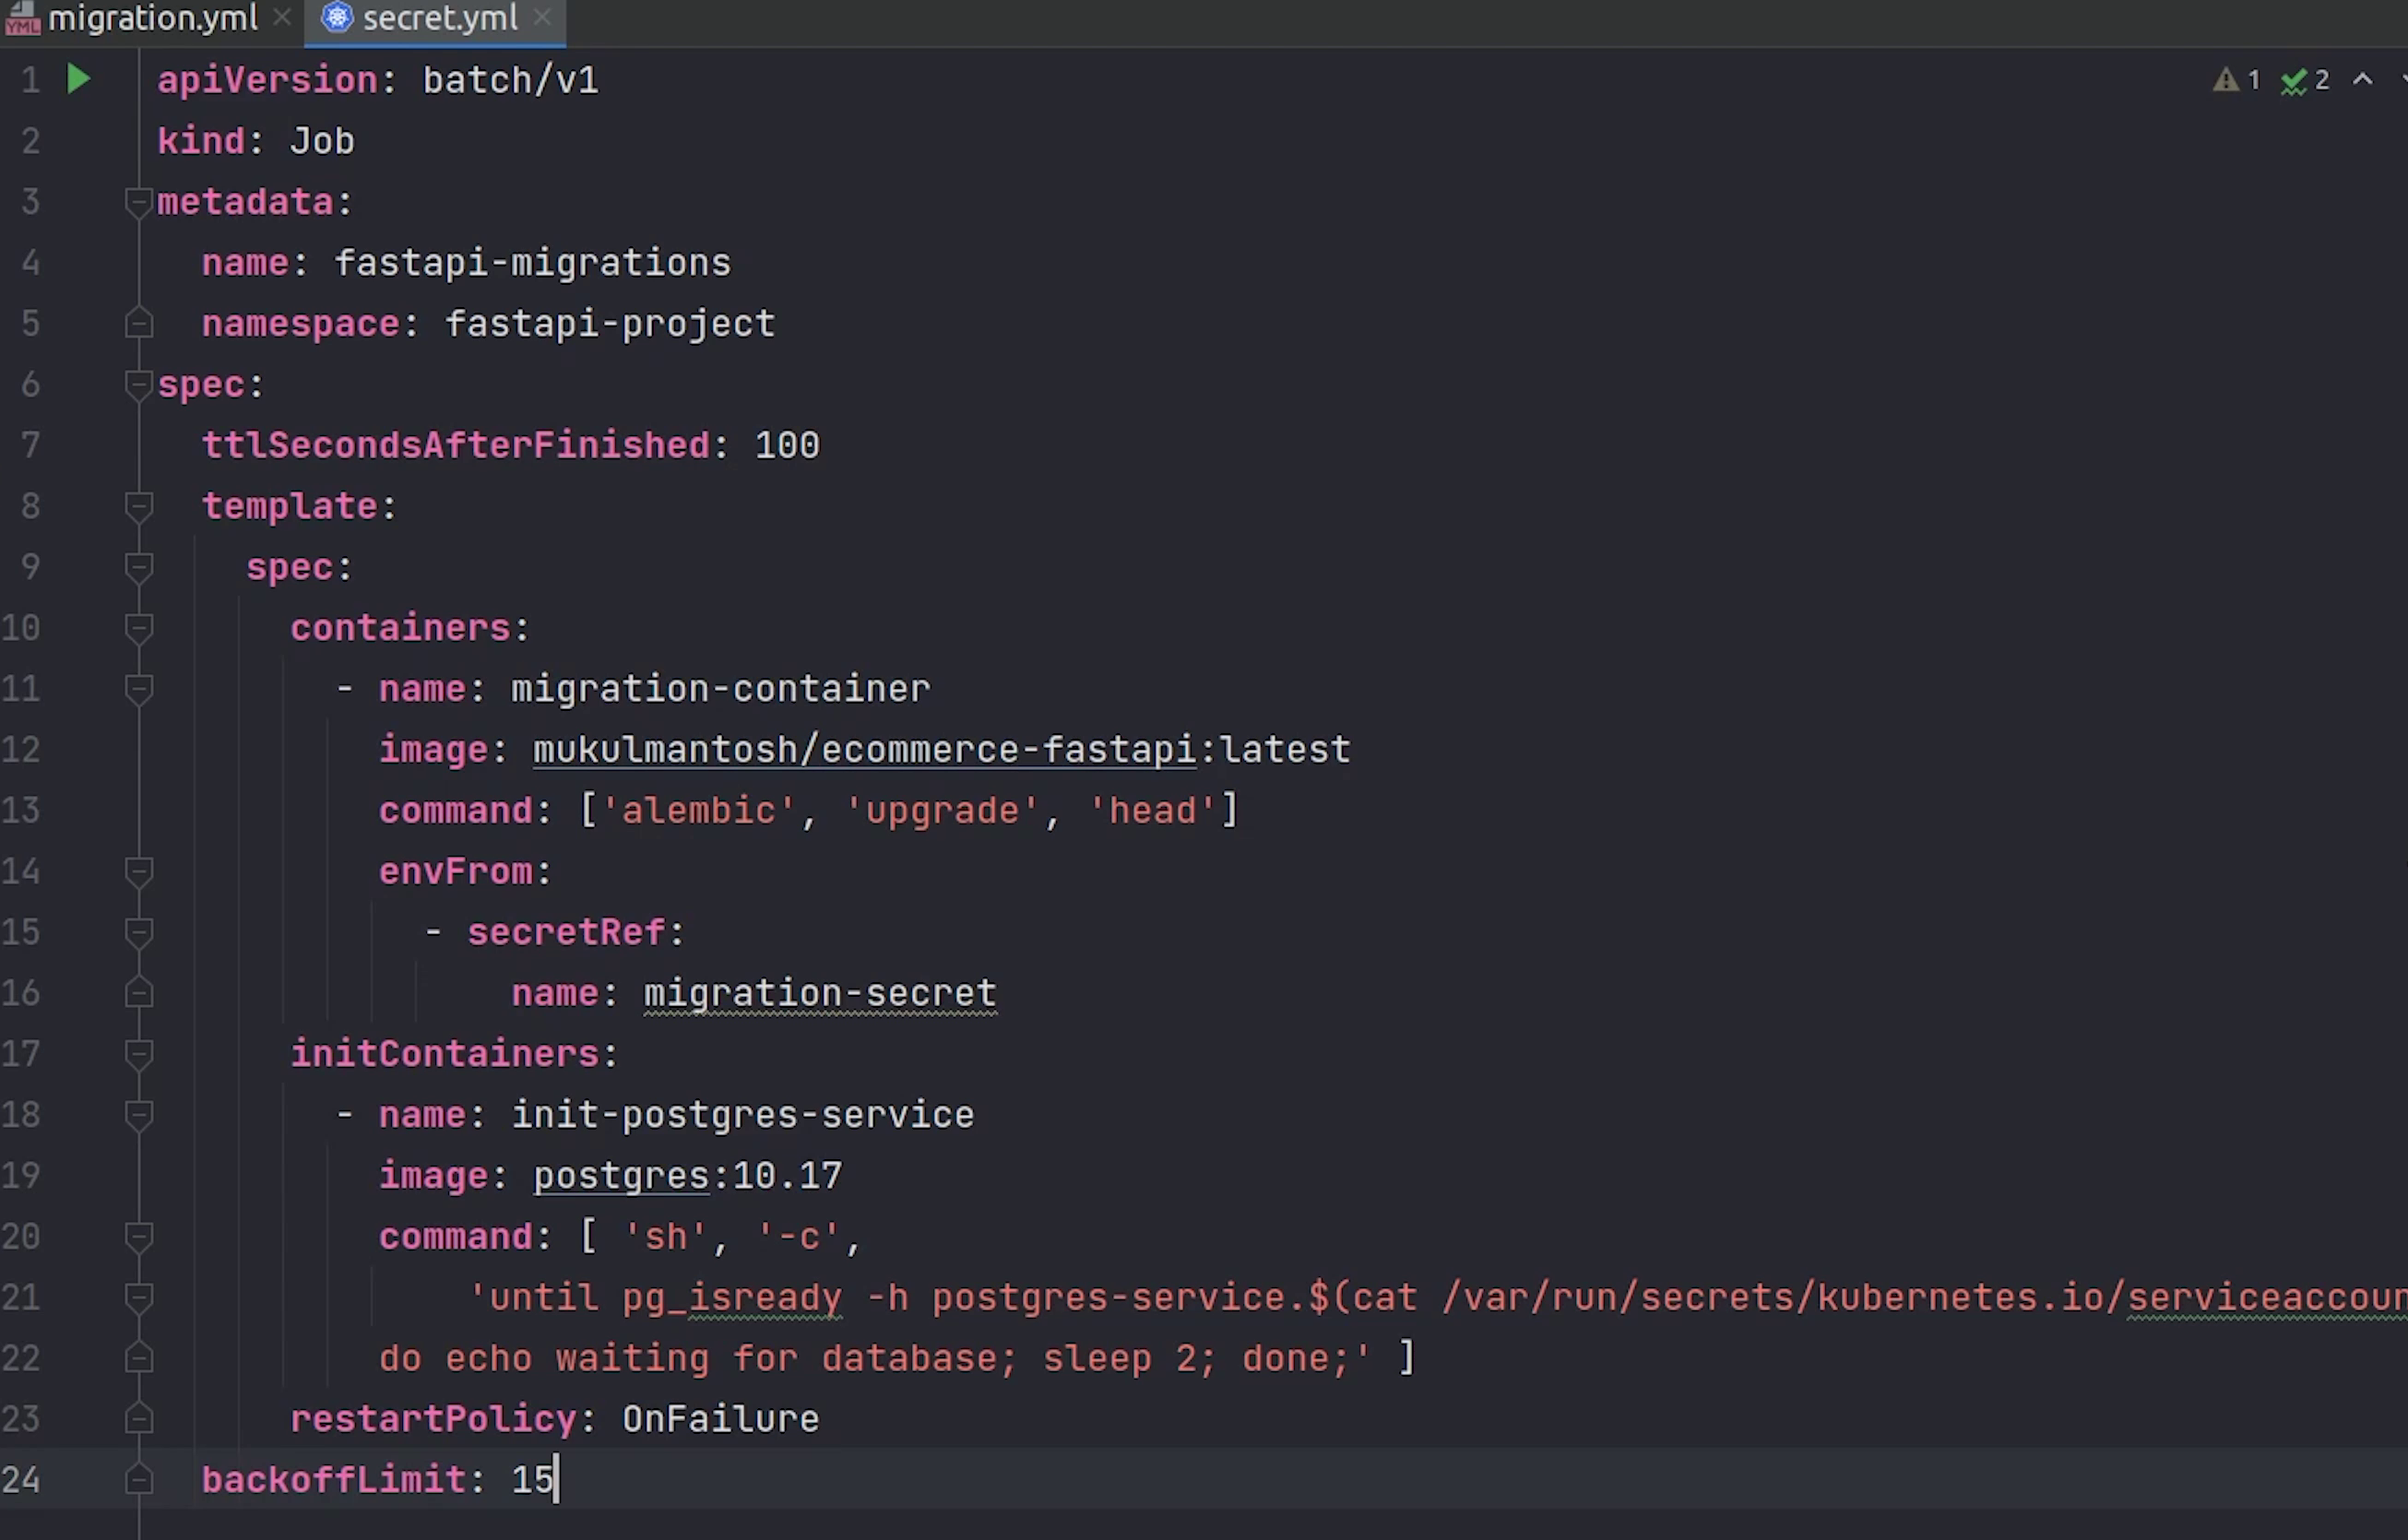 migration.yml secret.yml
1 apiVersion: batch/v1 1 2
2 kind: Job
3 metadata:
4 name: fastapi-migrations
5 namespace: fastapi-project
6 spec:
7 ttlSecondsAfterFinished: 100
8 template:
9 spec:
10 containers:
11 - name: migration-container
12 image: mukulmantosh/ecommerce-fastapi:latest
13 command: ['alembic', 'upgrade', 'head']
14 envFrom:
15 - secretRef:
16 name: migration-secret
17 initContainers:
18 - name: init-postgres-service
19 image: postgres:10.17
20 command: [ 'sh', '-c',
21 'until pg_isready -h postgres-service.$(cat /var/run/secrets/kubernetes.io/serviceaccoun
22 do echo waiting for database; sleep 2; done;' ]
23 restartPolicy: OnFailure
24 backoffLimit: 15